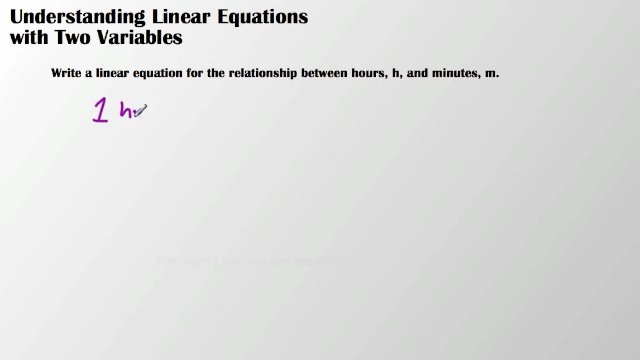 Understanding Linear Equations
with Two Variables
Write a linear equation for the relationship between hours, h, and minutes, m.
1 h